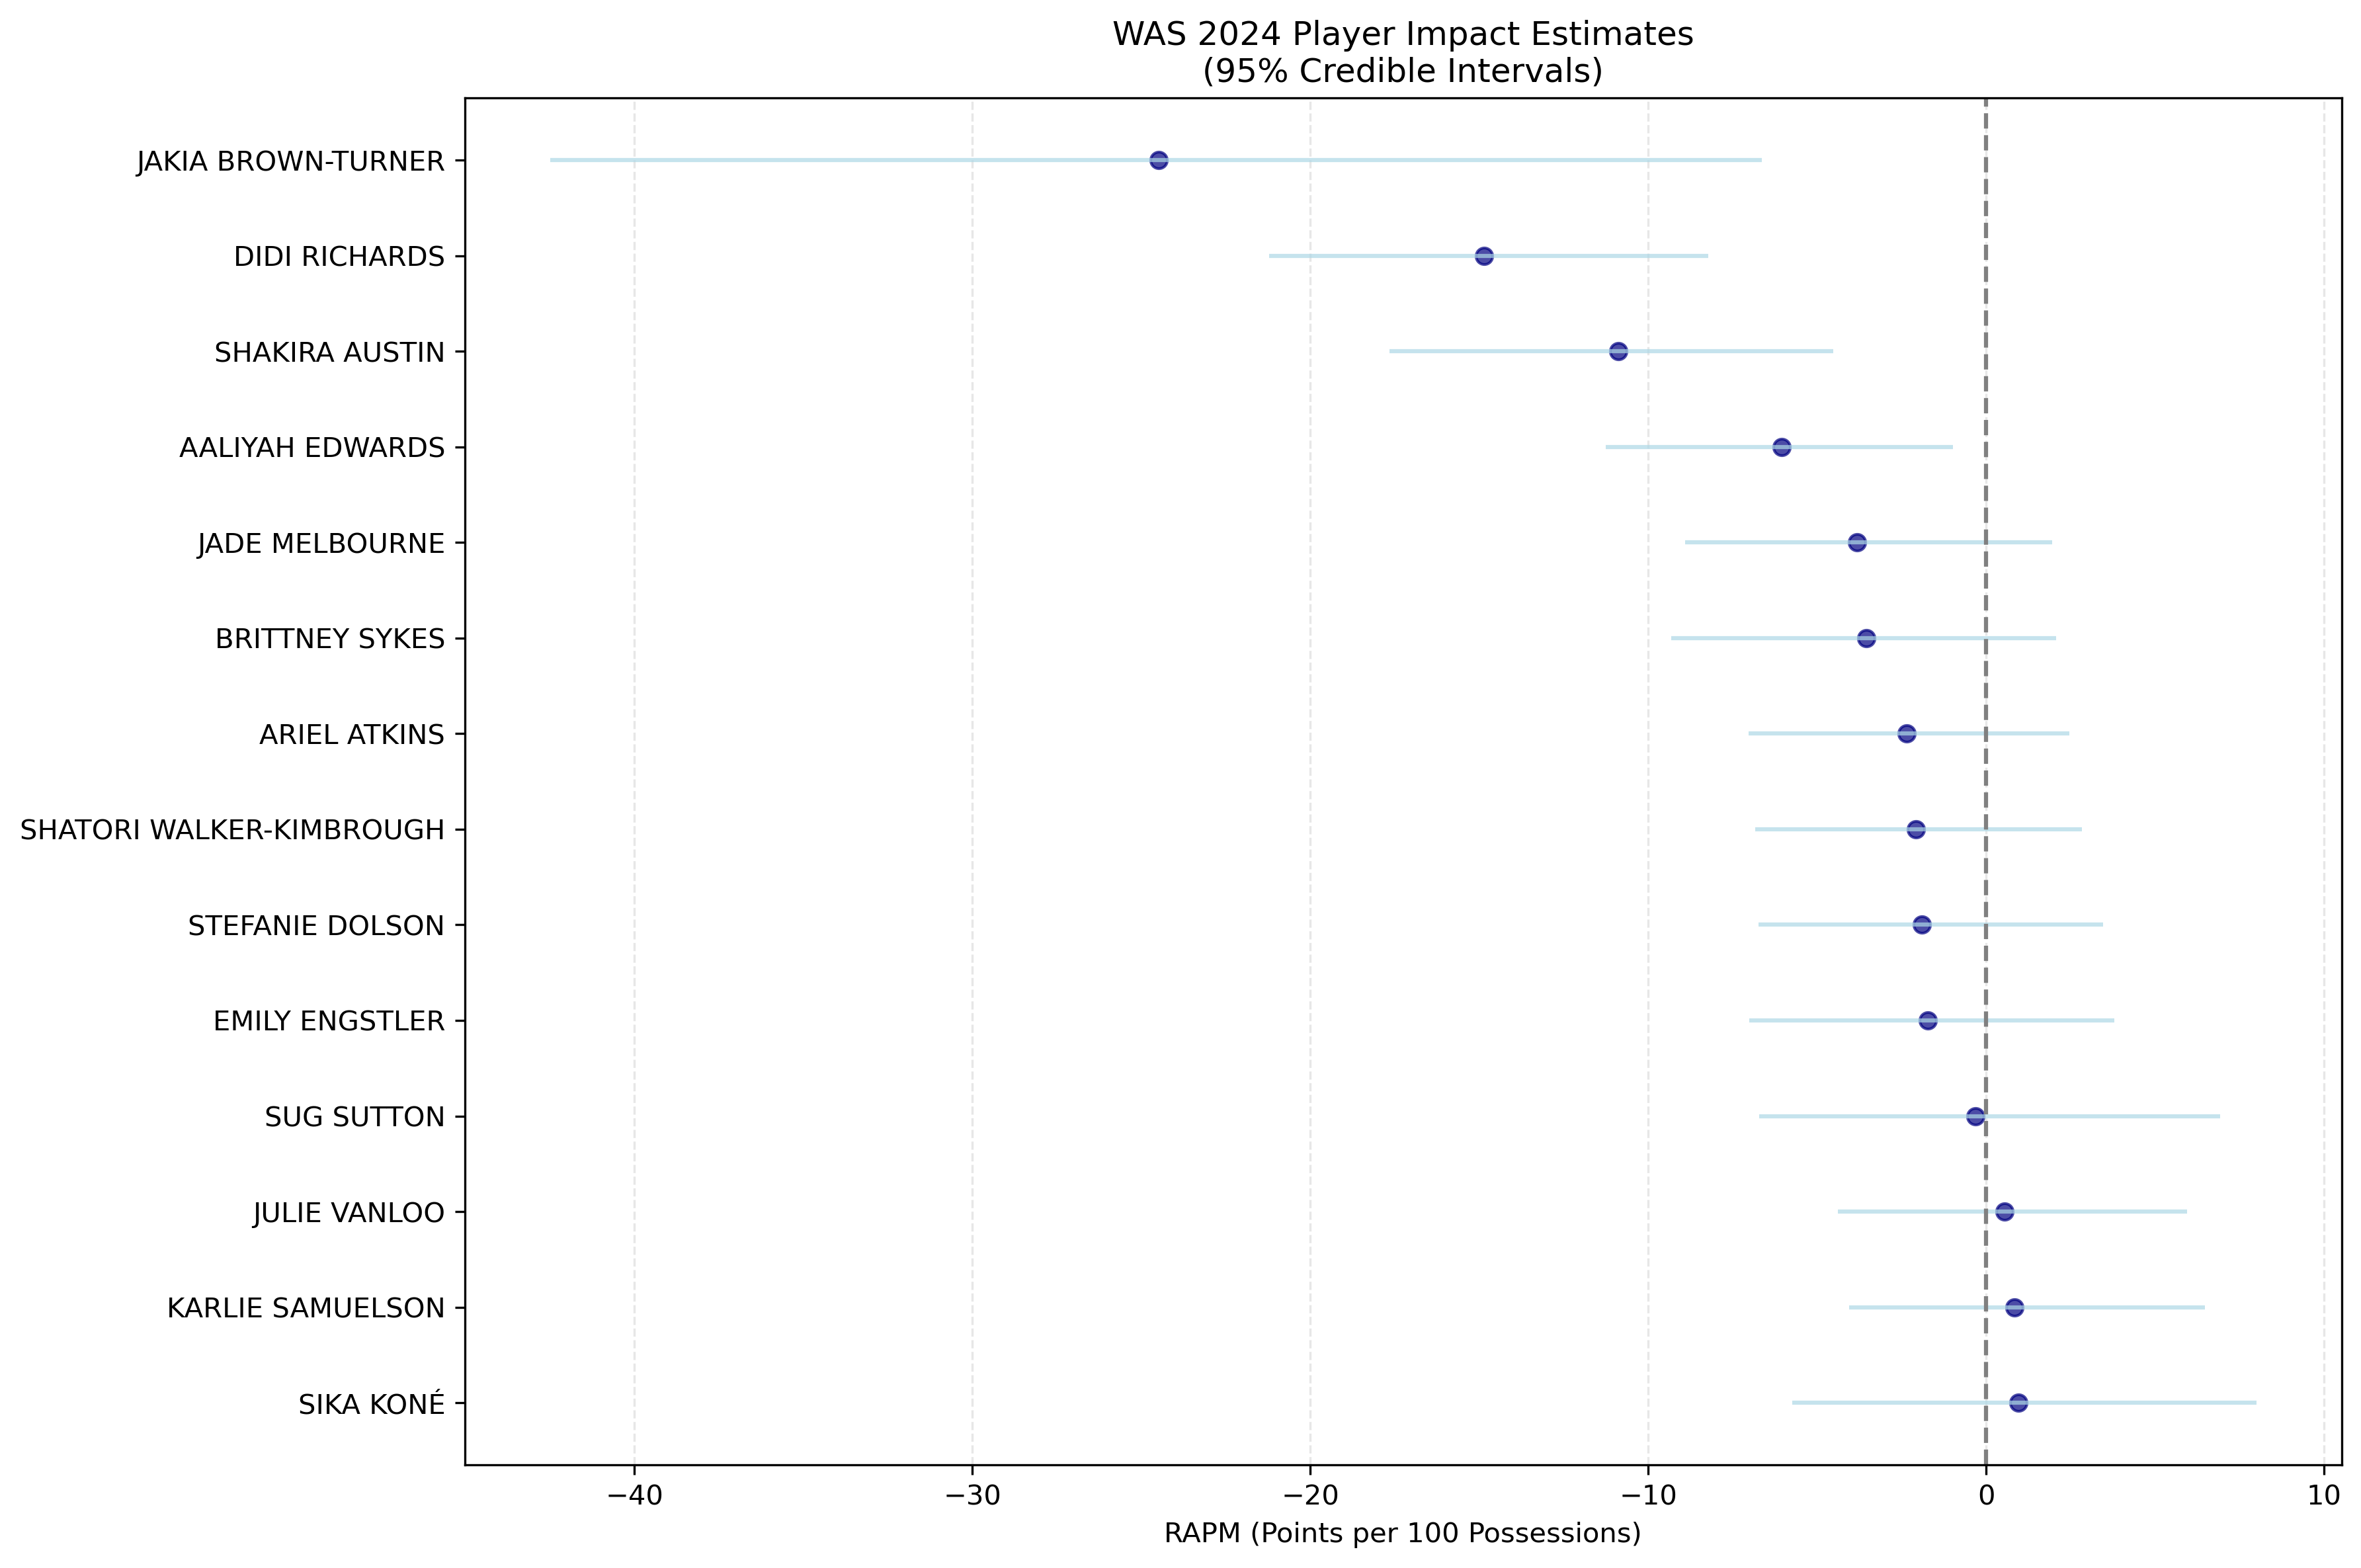 WAS 2024 Player Impact Estimates
(95% Credible Intervals)
JAKIA BROWN-TURNER
DIDI RICHARDS
SHAKIRA AUSTIN
AALIYAH EDWARDS
JADE MELBOURNE
BRITTNEY SYKES
ARIEL ATKINS
SHATORI WALKER-KIMBROUGH
STEFANIE DOLSON
EMILY ENGSTLER
SUG SUTTON
JULIE VANLOO
KARLIE SAMUELSON
SIKA KONÉ
−40 −30 −20 −10 0 10
RAPM (Points per 100 Possessions)